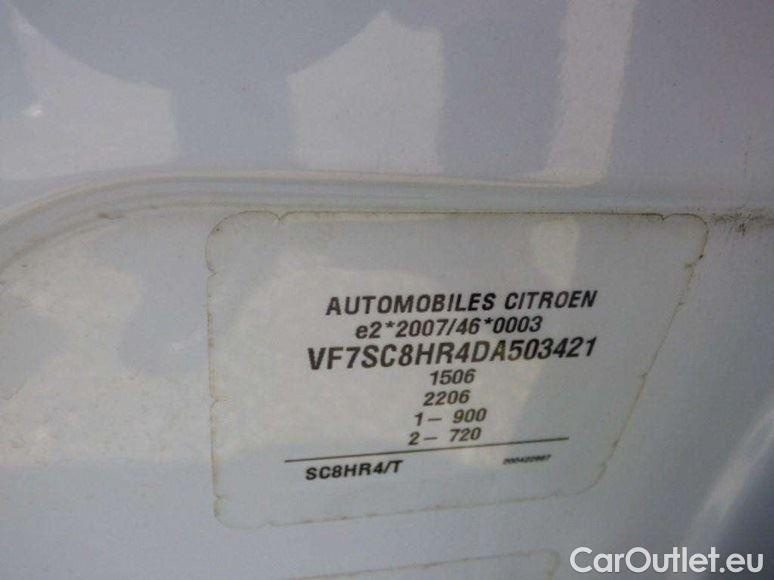 AUTOMOBILES CITROEN
e2*2007/46*0003
VF7SC8HR4DA503421
1506
2206
1– 900
2– 720
SC8HR4/T
CarOutlet.eu